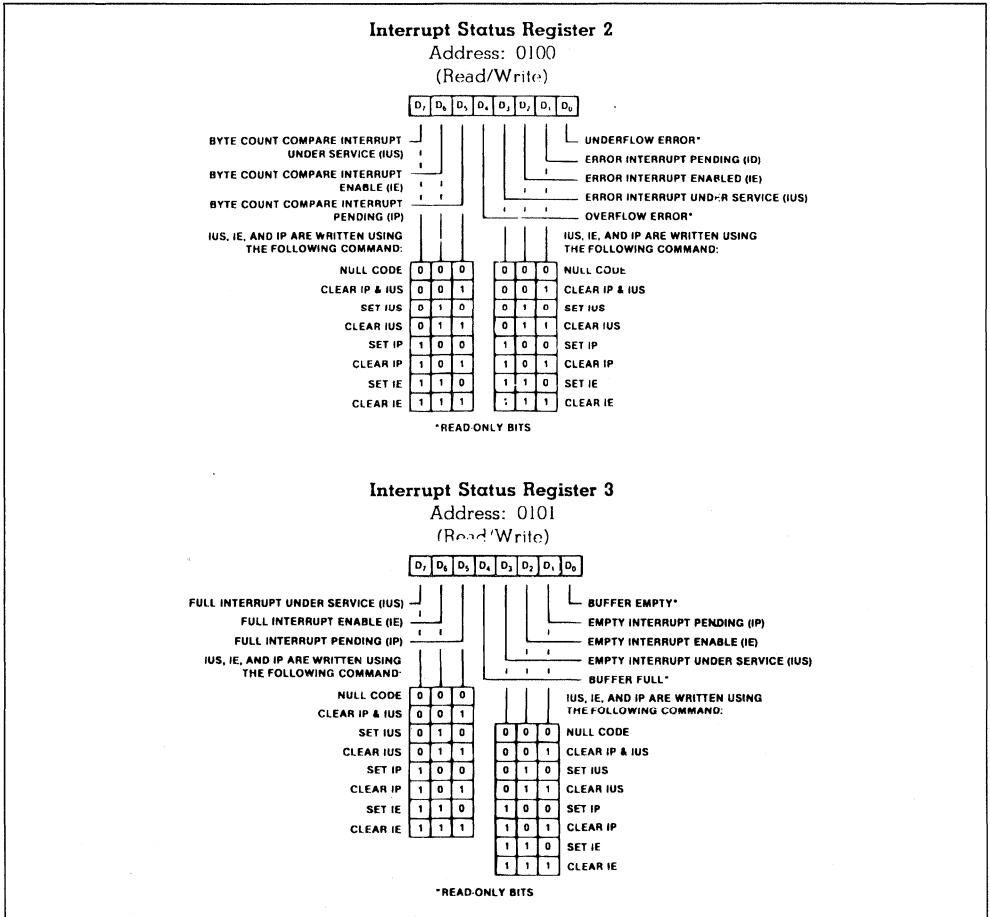 Interrupt Status Register 2
Address: 0100
(Read/Write)
D7 D6 D5 D4 D3 D2 D1 D0
BYTE COUNT COMPARE INTERRUPT
UNDER SERVICE (IUS)
BYTE COUNT COMPARE INTERRUPT
ENABLE (IE)
BYTE COUNT COMPARE INTERRUPT
PENDING (IP)
IUS, IE, AND IP ARE WRITTEN USING
THE FOLLOWING COMMAND:
NULL CODE 0 0 0
CLEAR IP & IUS 0 0 1
SET IUS 0 1 0
CLEAR IUS 0 1 1
SET IP 1 0 0
CLEAR IP 1 0 1
SET IE 1 1 0
CLEAR IE 1 1 1
UNDERFLOW ERROR*
ERROR INTERRUPT PENDING (ID)
ERROR INTERRUPT ENABLED (IE)
ERROR INTERRUPT UNDER SERVICE (IUS)
OVERFLOW ERROR*
IUS, IE, AND IP ARE WRITTEN USING
THE FOLLOWING COMMAND:
0 0 0 NULL CODE
0 0 1 CLEAR IP & IUS
0 1 0 SET IUS
0 1 1 CLEAR IUS
1 0 0 SET IP
1 0 1 CLEAR IP
1 1 0 SET IE
1 1 CLEAR IE
*READ-ONLY BITS
Interrupt Status Register 3
Address: 0101
(Read/Write)
D7 D6 D5 D4 D3 D2 D1 D0
FULL INTERRUPT UNDER SERVICE (IUS)
FULL INTERRUPT ENABLE (IE)
FULL INTERRUPT PENDING (IP)
IUS, IE, AND IP ARE WRITTEN USING
THE FOLLOWING COMMAND:
NULL CODE 0 0 0
CLEAR IP & IUS 0 0 1
SET IUS 0 1 0
CLEAR IUS 0 1 1
SET IP 1 0 0
CLEAR IP 1 0 1
SET IE 1 1 0
CLEAR IE 1 1 1
BUFFER EMPTY*
EMPTY INTERRUPT PENDING (IP)
EMPTY INTERRUPT ENABLE (IE)
EMPTY INTERRUPT UNDER SERVICE (IUS)
BUFFER FULL*
IUS, IE, AND IP ARE WRITTEN USING
THE FOLLOWING COMMAND:
0 0 0 NULL CODE
0 0 1 CLEAR IP & IUS
0 1 0 SET IUS
0 1 1 CLEAR IUS
1 0 0 SET IP
1 0 1 CLEAR IP
1 1 0 SET IE
1 1 1 CLEAR IE
*READ-ONLY BITS